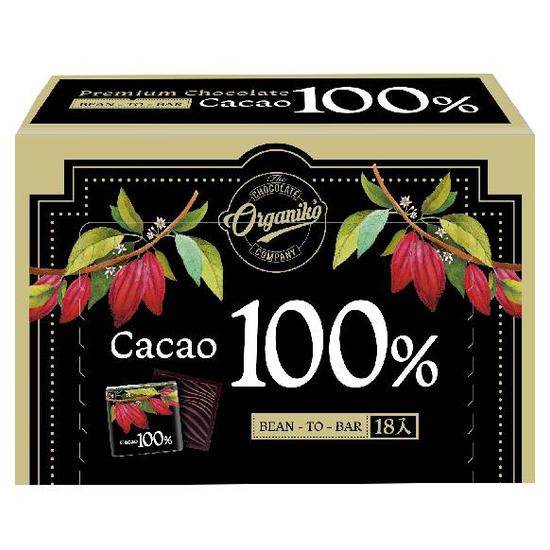 Premium Chocolate
BEAN - TO - BAR
Cacao 100%
The
CHOCOLATE
Organikó
COMPANY
Cacao 100%
CACAO 100%
BEAN - TO - BAR 18入